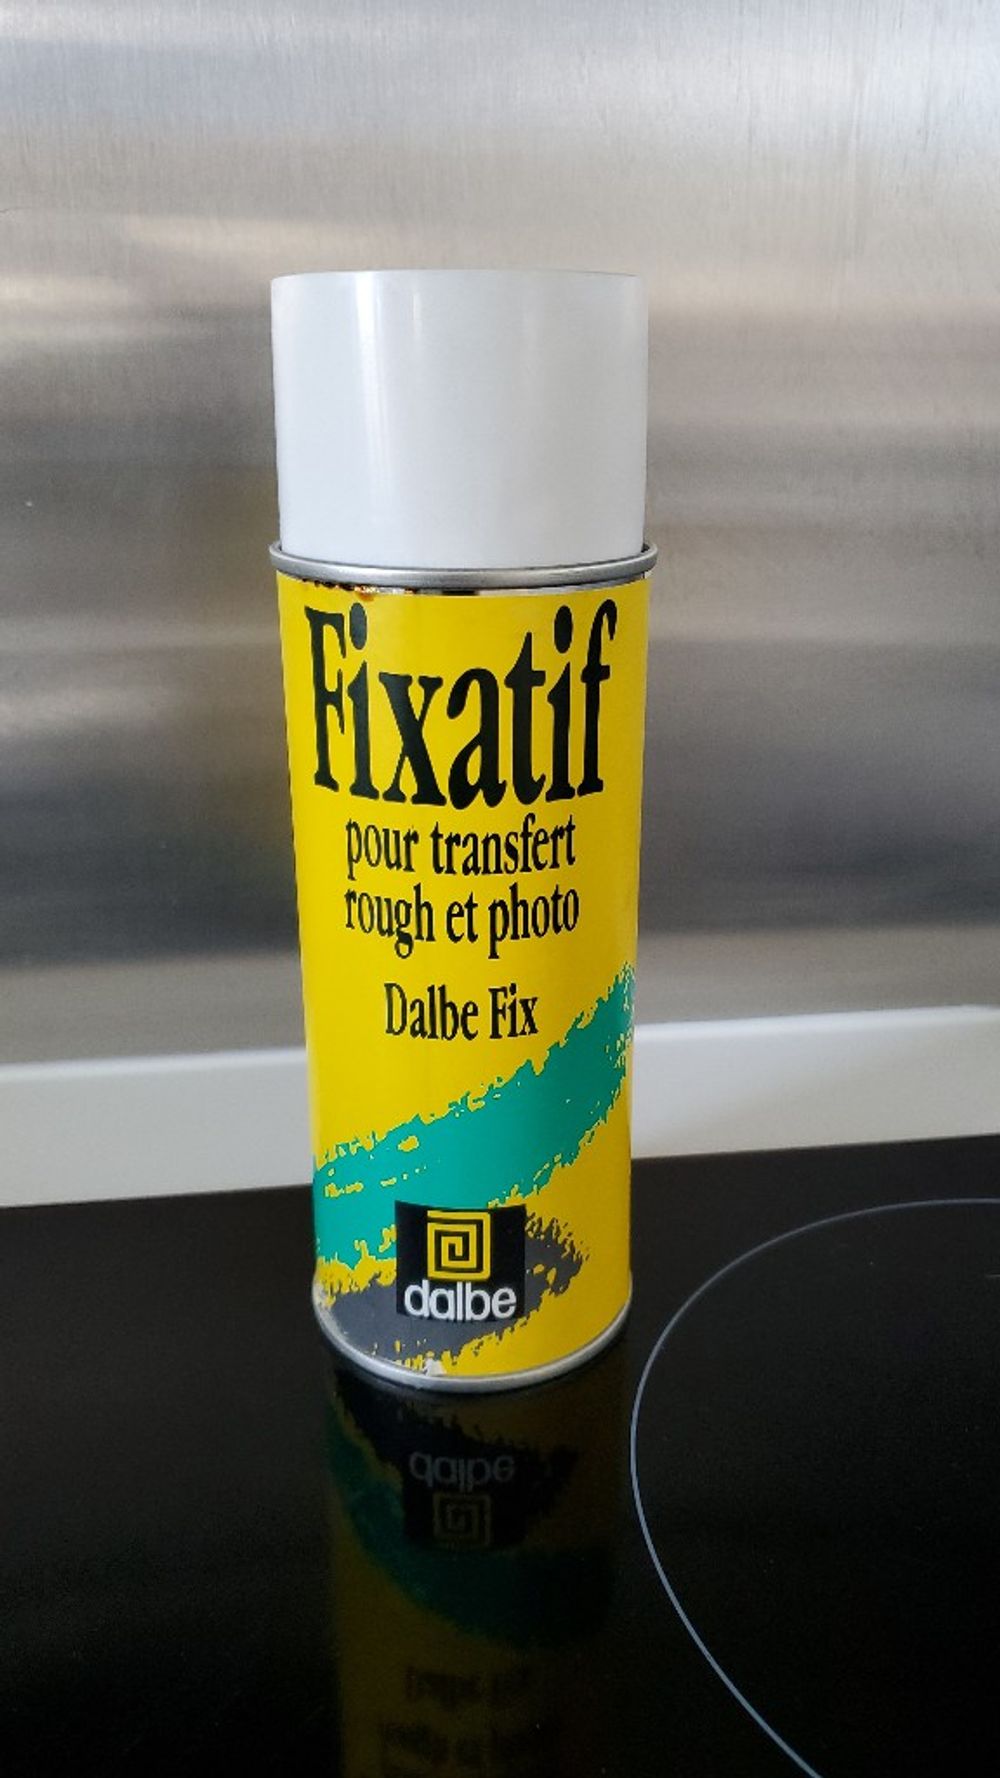 Fixatif
pour transfert
rough et photo
Dalbe Fix
dalbe